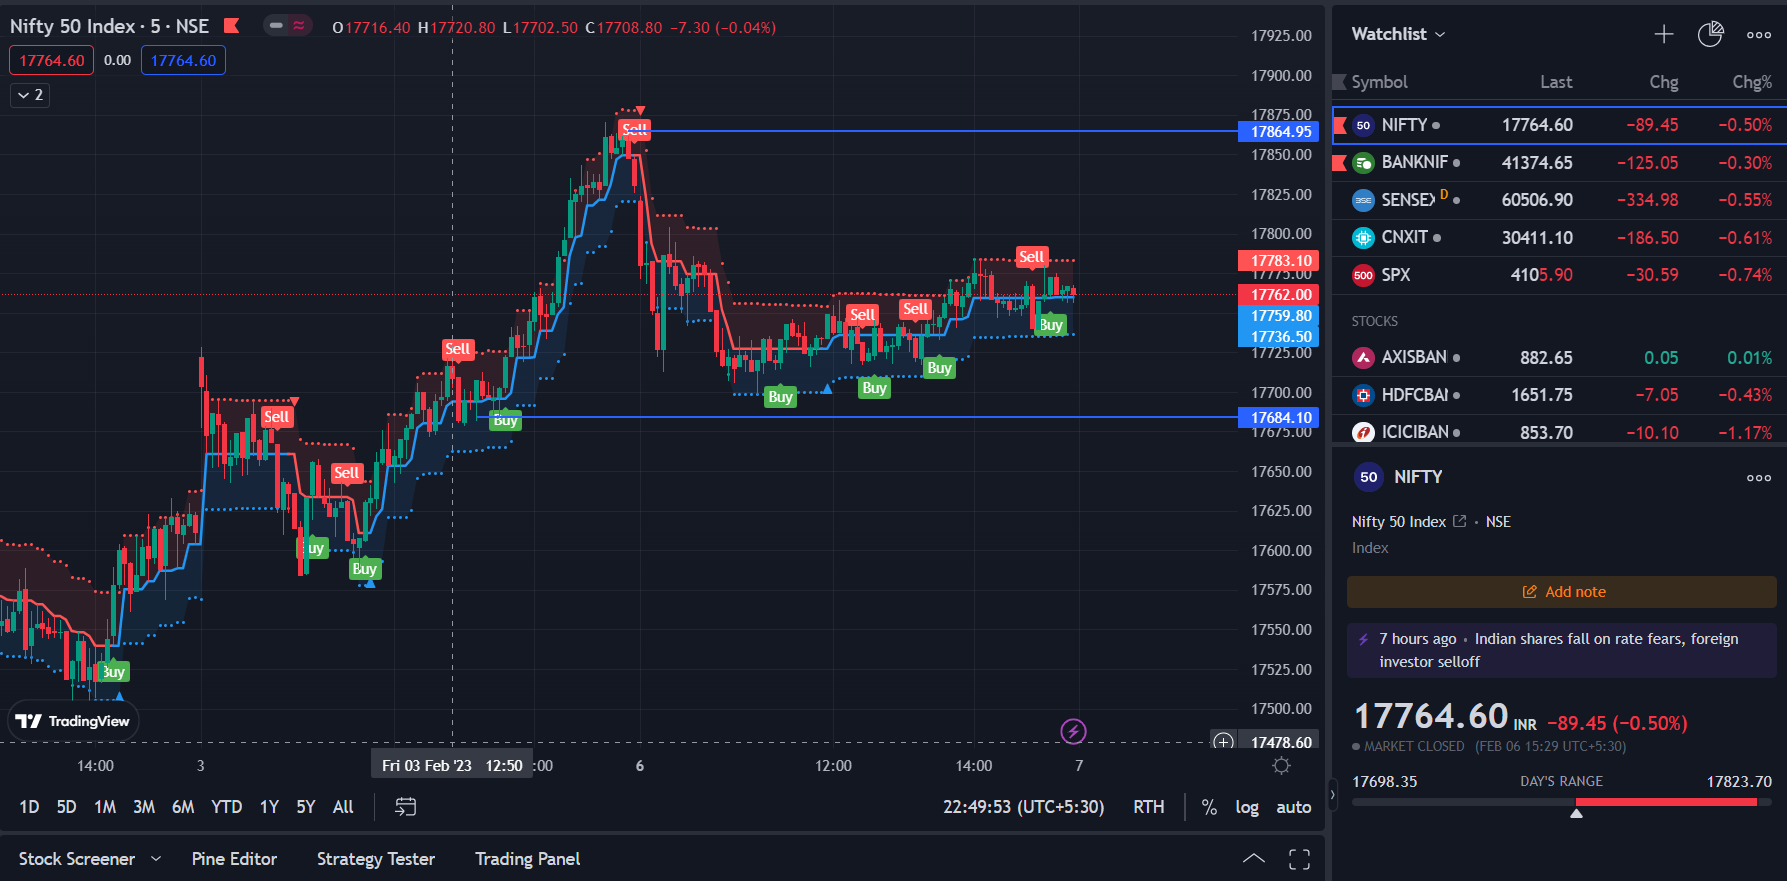 Nifty 50 Index · 5 · NSE
O17716.40 H17720.80 L17702.50 C17708.80 −7.30 (−0.04%)
17764.60 0.00 17764.60
2
17925.00
17900.00
17875.00
17864.95
17850.00
17825.00
17800.00
17783.10
17775.00
17762.00
17759.80
17736.50
17725.00
17700.00
17684.10
17675.00
17650.00
17625.00
17600.00
17575.00
17550.00
17525.00
17500.00
17478.60
Sell
Sell
Sell
Sell
Sell
Sell
Sell
Buy
Buy
Buy
Buy
Buy
Buy
Buy
Buy
TradingView
14:00 3 Fri 03 Feb '23 12:50 :00 6 12:00 14:00 7
1D 5D 1M 3M 6M YTD 1Y 5Y All
22:49:53 (UTC+5:30) RTH % log auto
Stock Screener Pine Editor Strategy Tester Trading Panel
Watchlist
Symbol Last Chg Chg%
50 NIFTY 17764.60 −89.45 −0.50%
BANKNIF 41374.65 −125.05 −0.30%
BSE SENSEX D 60506.90 −334.98 −0.55%
CNXIT 30411.10 −186.50 −0.61%
500 SPX 4105.90 −30.59 −0.74%
STOCKS
AXISBAN 882.65 0.05 0.01%
HDFCBAI 1651.75 −7.05 −0.43%
ICICIBAN 853.70 −10.10 −1.17%
50 NIFTY
Nifty 50 Index · NSE
Index
Add note
7 hours ago · Indian shares fall on rate fears, foreign
investor selloff
17764.60 INR −89.45 (−0.50%)
MARKET CLOSED (FEB 06 15:29 UTC+5:30)
17698.35 DAY'S RANGE 17823.70